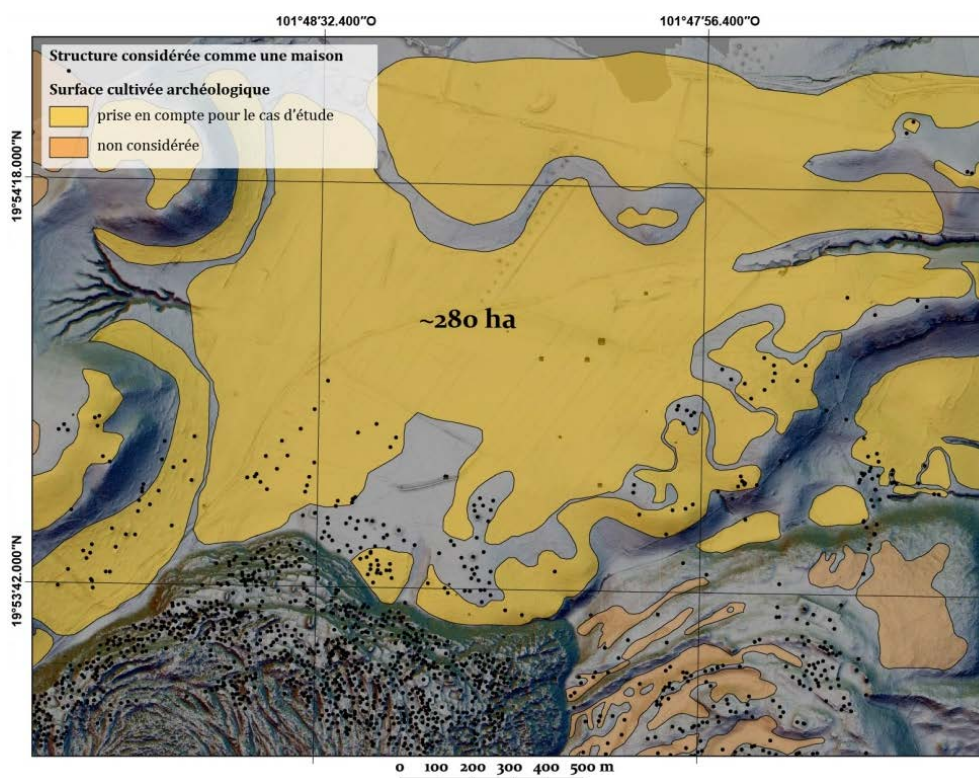 101°48'32.400"O
101°47'56.400"O
Structure considérée comme une maison
Surface cultivée archéologique
prise en compte pour le cas d'étude
non considérée
19°54'18.000"N
~280 ha
19°53'42.000"N
0 100 200 300 400 500 m